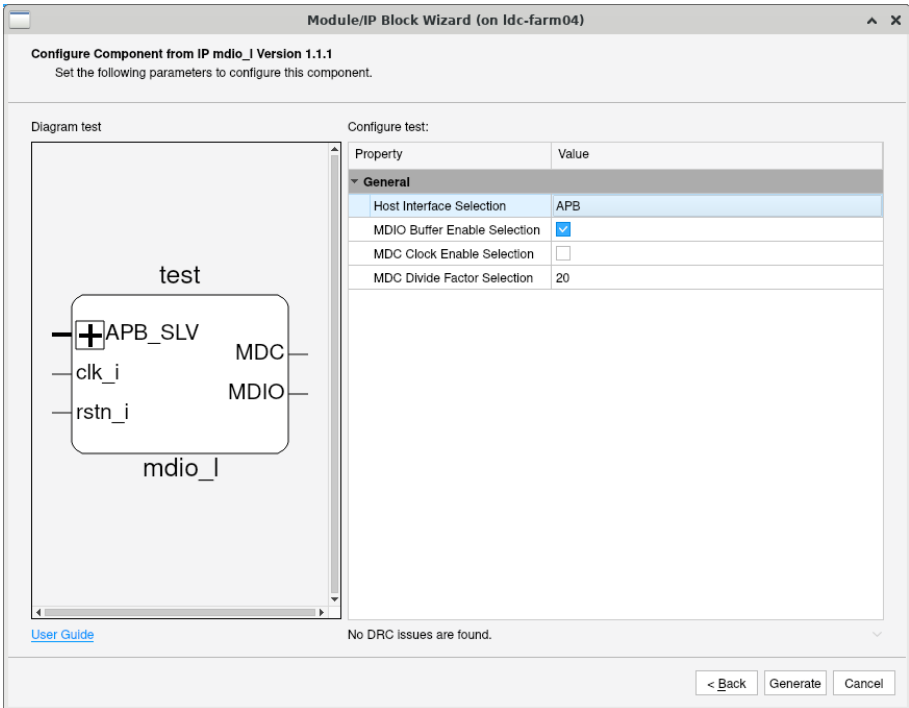 Module/IP Block Wizard (on ldc-farm04)
Configure Component from IP mdio_l Version 1.1.1
Set the following parameters to configure this component.
Diagram test
Configure test:
Property Value
General
Host Interface Selection APB
MDIO Buffer Enable Selection
MDC Clock Enable Selection
MDC Divide Factor Selection 20
test
APB_SLV
MDC
clk_i
MDIO
rstn_i
mdio_l
User Guide
No DRC issues are found.
< Back Generate Cancel